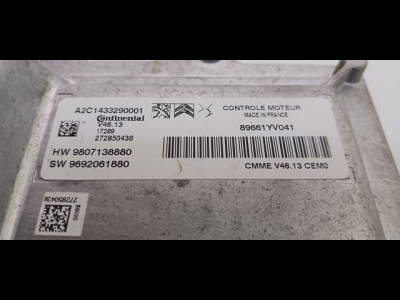 A2C1433290001
Continental
V46.13
17289
272850438
HW 9807138880
SW 9692061880
CONTROLE MOTEUR
MADE IN FRANCE
89661YV041
CMME V46.13 CEM0
272850438